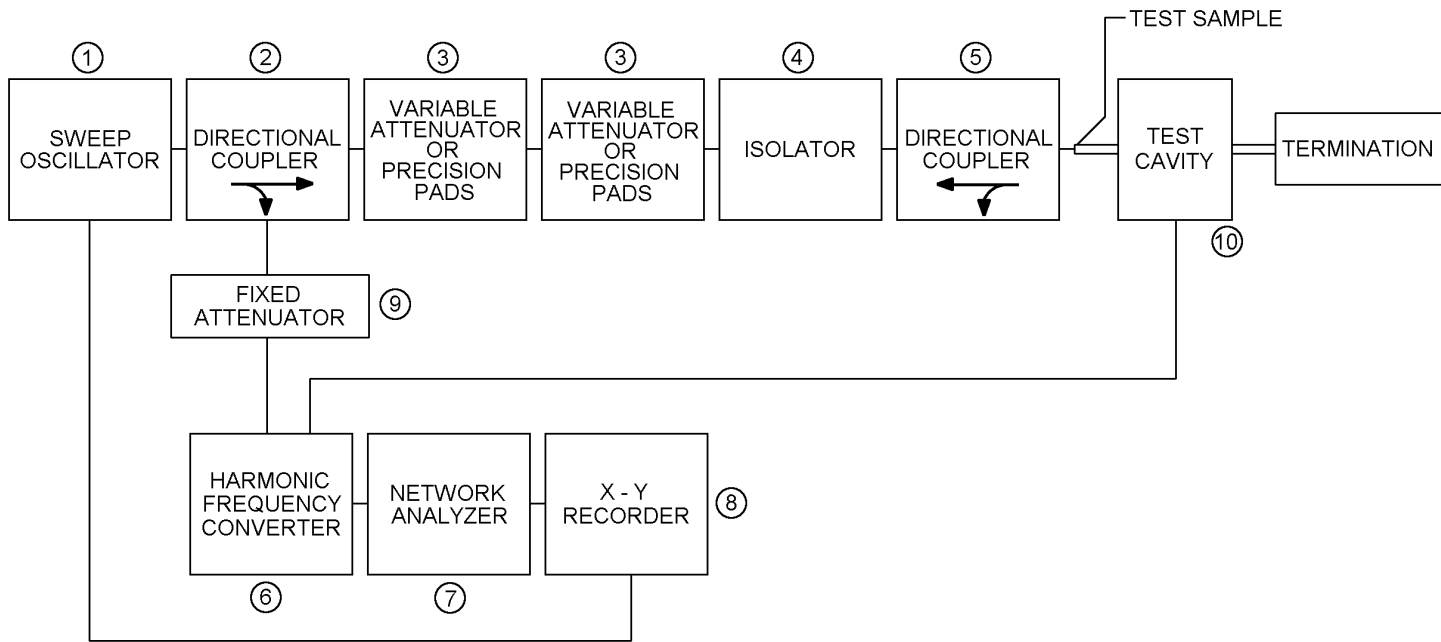 TEST SAMPLE
1
2
3
3
4
5
SWEEP
OSCILLATOR
DIRECTIONAL
COUPLER
VARIABLE
ATTENUATOR
OR
PRECISION
PADS
VARIABLE
ATTENUATOR
OR
PRECISION
PADS
ISOLATOR
DIRECTIONAL
COUPLER
TEST
CAVITY
TERMINATION
10
FIXED
ATTENUATOR
9
HARMONIC
FREQUENCY
CONVERTER
NETWORK
ANALYZER
X - Y
RECORDER
8
6
7